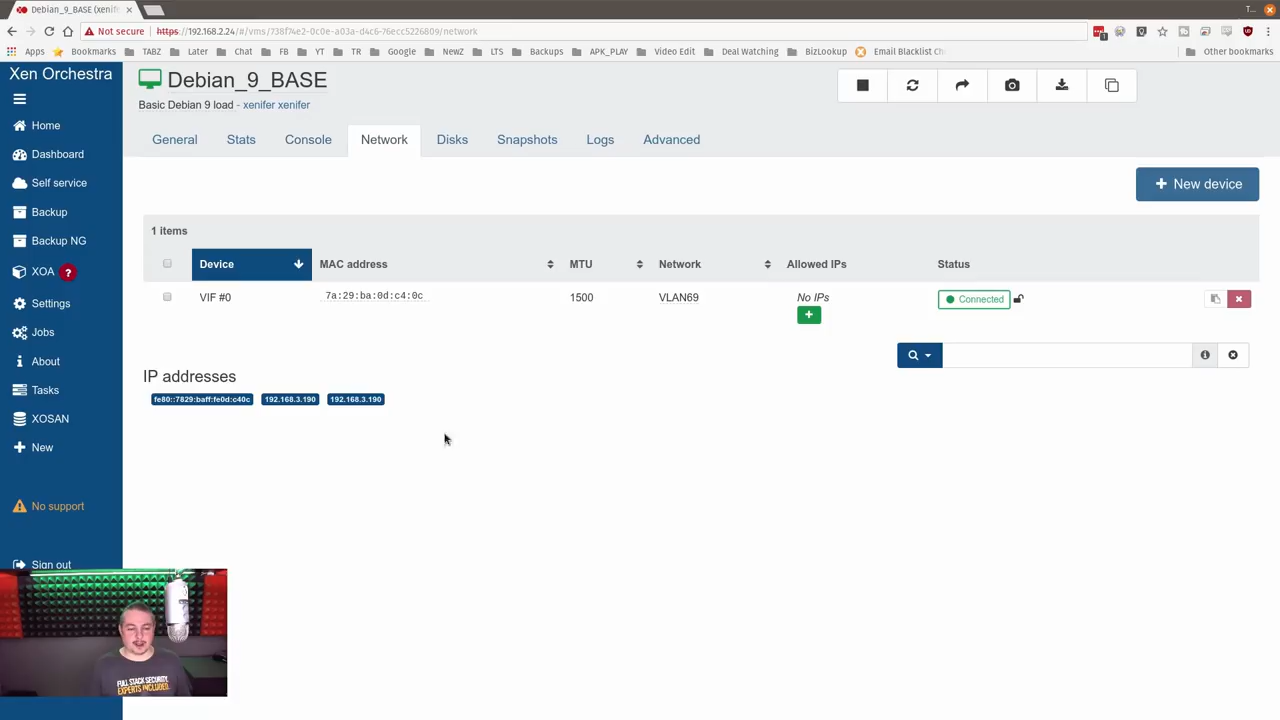 Debian_9_BASE (xenif
T...
Not secure https://192.168.2.24/#/vms/738f74e2-0c0e-a03a-d4c6-76ecc5226809/network
Apps Bookmarks TABZ Later Chat FB YT TR Google NewZ LTS Backups APK_PLAY Video Edit Deal Watching BizLookup Email Blacklist Ch Other bookmarks
Xen Orchestra
Home
Dashboard
Self service
Backup
Backup NG
XOA ?
Settings
Jobs
About
Tasks
XOSAN
New
No support
Sign out
Debian_9_BASE
Basic Debian 9 load - xenifer xenifer
General Stats Console Network Disks Snapshots Logs Advanced
+ New device
1 items
Device MAC address MTU Network Allowed IPs Status
VIF #0 7a:29:ba:0d:c4:0c 1500 VLAN69 No IPs Connected
IP addresses
fe80::7829:baff:fe0d:c40c 192.168.3.190 192.168.3.190
FULL STACK SECURITY
EXPERTS INCLUDED.